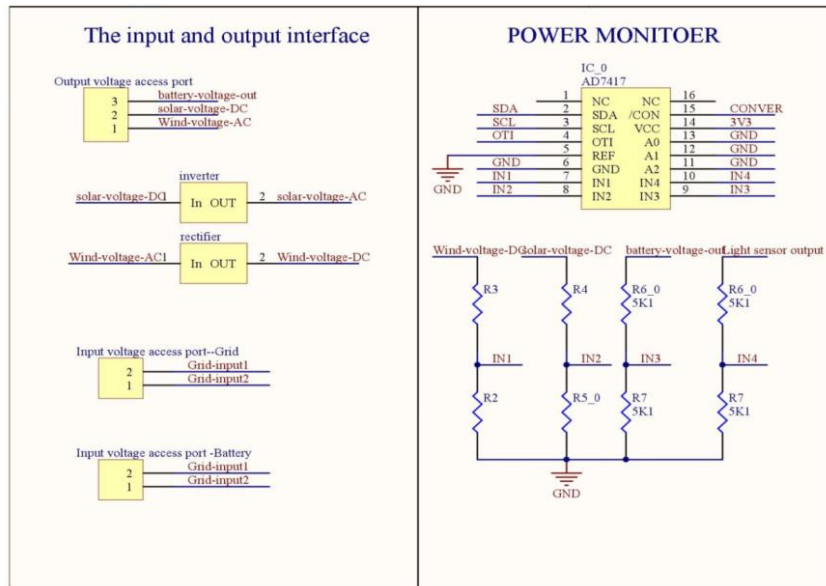 The input and output interface
Output voltage access port
3 battery-voltage-out
2 solar-voltage-DC
1 Wind-voltage-AC
inverter
solar-voltage-DC 1 In OUT 2 solar-voltage-AC
rectifier
Wind-voltage-AC 1 In OUT 2 Wind-voltage-DC
Input voltage access port--Grid
2 Grid-input1
1 Grid-input2
Input voltage access port -Battery
2 Grid-input1
1 Grid-input2
POWER MONITOER
IC_0
AD7417
1 NC NC 16
SDA 2 SDA /CON 15 CONVER
SCL 3 SCL VCC 14 3V3
OTI 4 OTI A0 13 GND
5 REF A1 12 GND
GND 6 GND A2 11 GND
IN1 7 IN1 IN4 10 IN4
IN2 8 IN2 IN3 9 IN3
GND
Wind-voltage-DC Solar-voltage-DC battery-voltage-out Light sensor output
R3 R4 R6_0 R6_0
5K1 5K1
IN1 IN2 IN3 IN4
R2 R5_0 R7 R7
5K1 5K1
GND